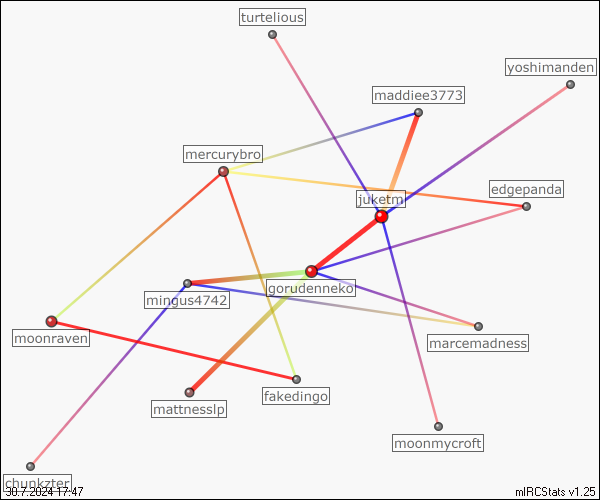 turtelious
yoshimanden
maddiee3773
mercurybro
edgepanda
juketm
gorudenneko
mingus4742
moonraven
marcemadness
fakedingo
mattnesslp
moonmycroft
chunkzter
30.7.2024 17:47
mIRCStats v1.25